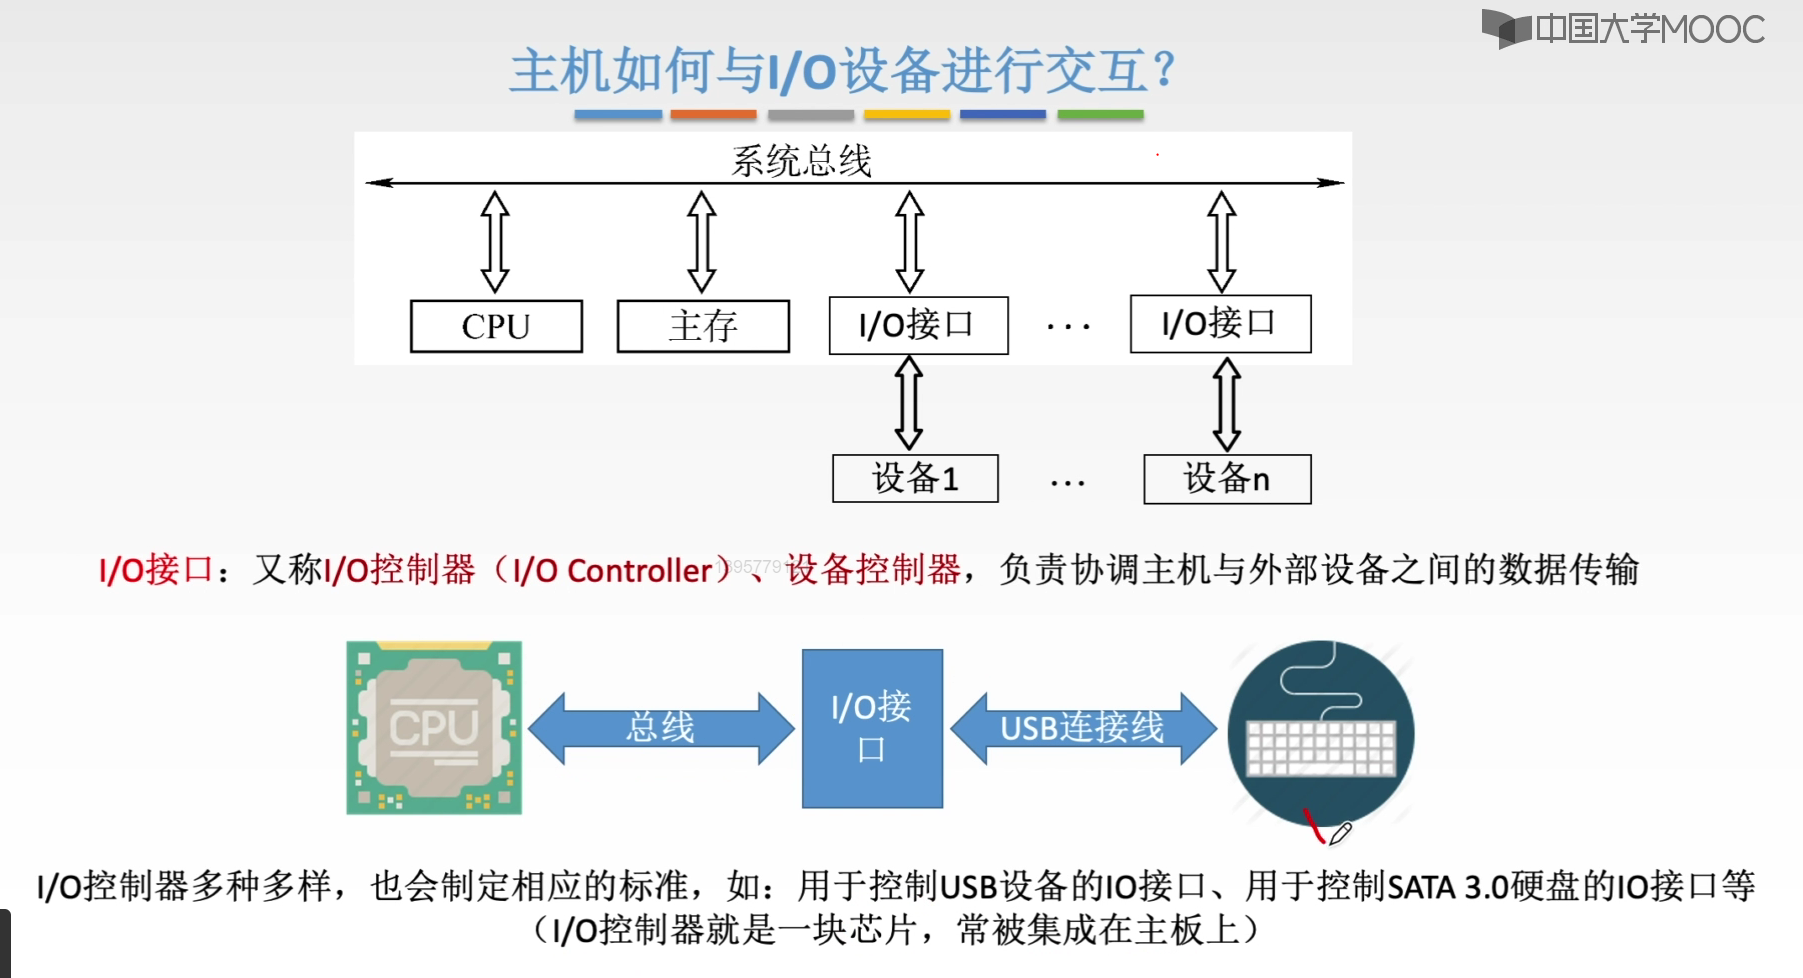 中国大学MOOC
主机如何与I/O设备进行交互？
系统总线
CPU 主存 I/O接口 ... I/O接口
设备1 ... 设备n
I/O接口：又称I/O控制器（I/O Controller）、设备控制器，负责协调主机与外部设备之间的数据传输
CPU 总线 I/O接
口 USB连接线
I/O控制器多种多样，也会制定相应的标准，如：用于控制USB设备的IO接口、用于控制SATA 3.0硬盘的IO接口等
（I/O控制器就是一块芯片，常被集成在主板上）